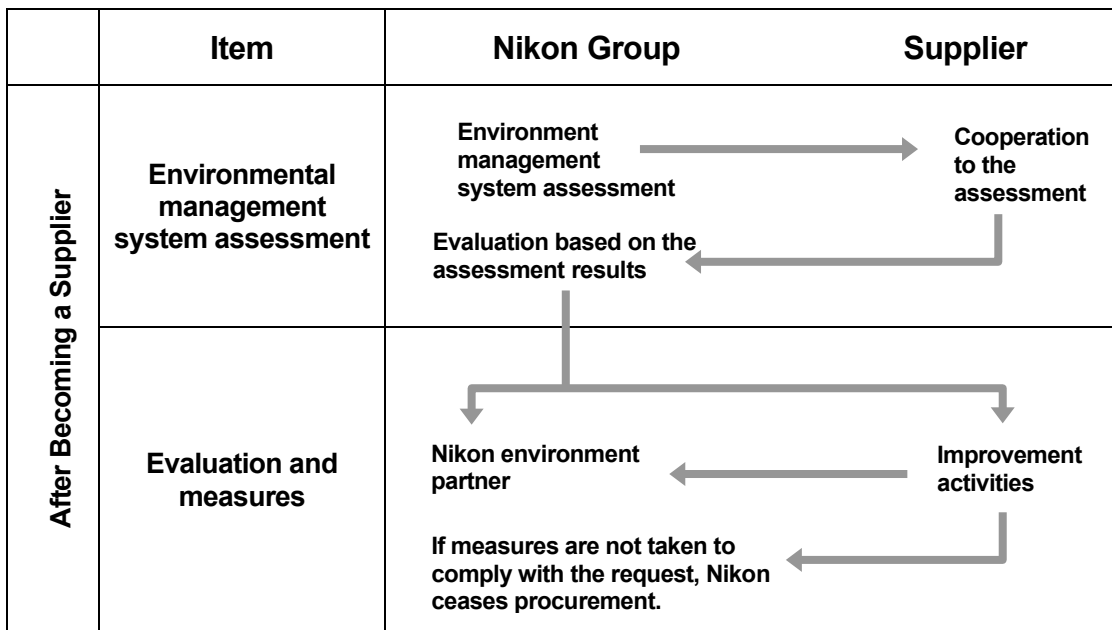 Item
Nikon Group
Supplier
After Becoming a Supplier
Environmental
management
system assessment
Environment
management
system assessment
Cooperation
to the
assessment
Evaluation based on the
assessment results
Evaluation and
measures
Nikon environment
partner
Improvement
activities
If measures are not taken to
comply with the request, Nikon
ceases procurement.